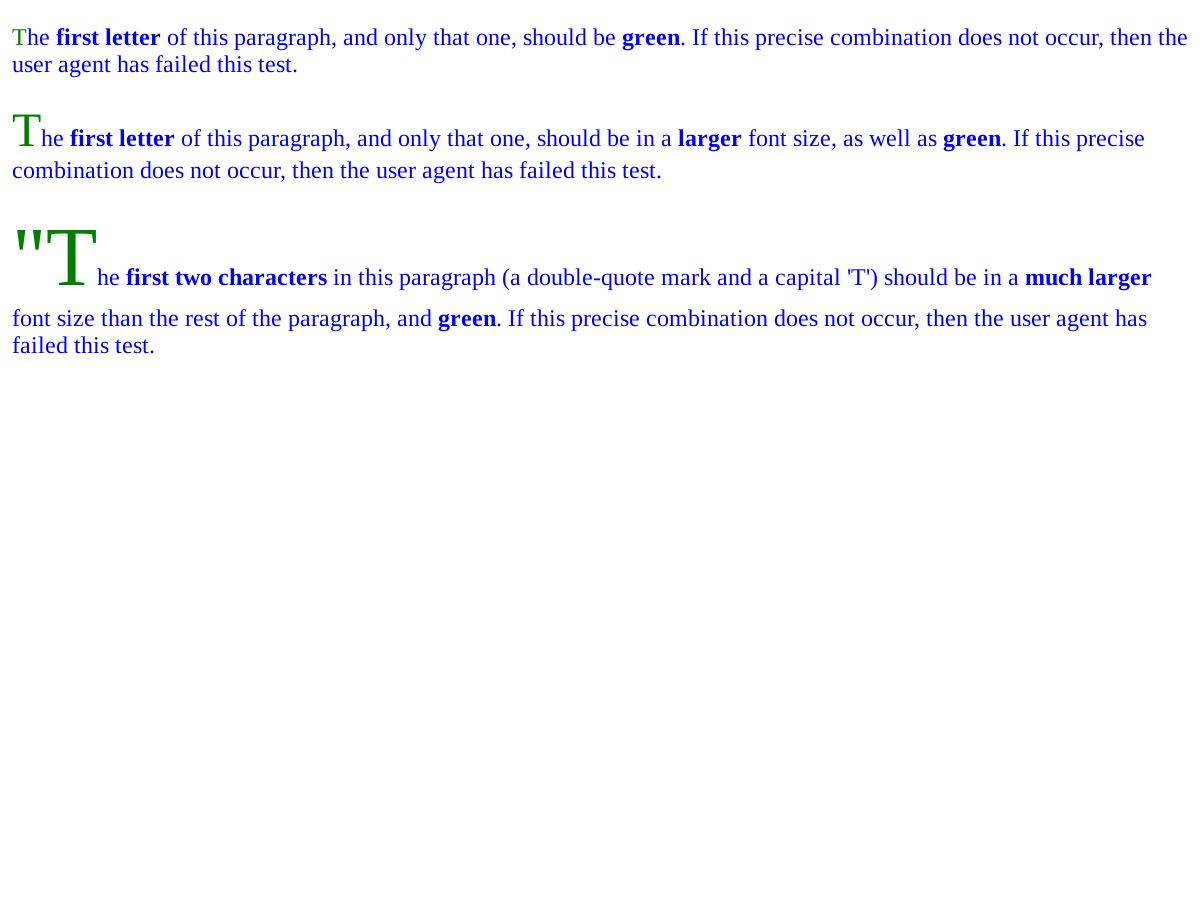 The first letter of this paragraph, and only that one, should be green. If this precise combination does not occur, then the
user agent has failed this test.
The first letter of this paragraph, and only that one, should be in a larger font size, as well as green. If this precise
combination does not occur, then the user agent has failed this test.
"The first two characters in this paragraph (a double-quote mark and a capital 'T') should be in a much larger
font size than the rest of the paragraph, and green. If this precise combination does not occur, then the user agent has
failed this test.